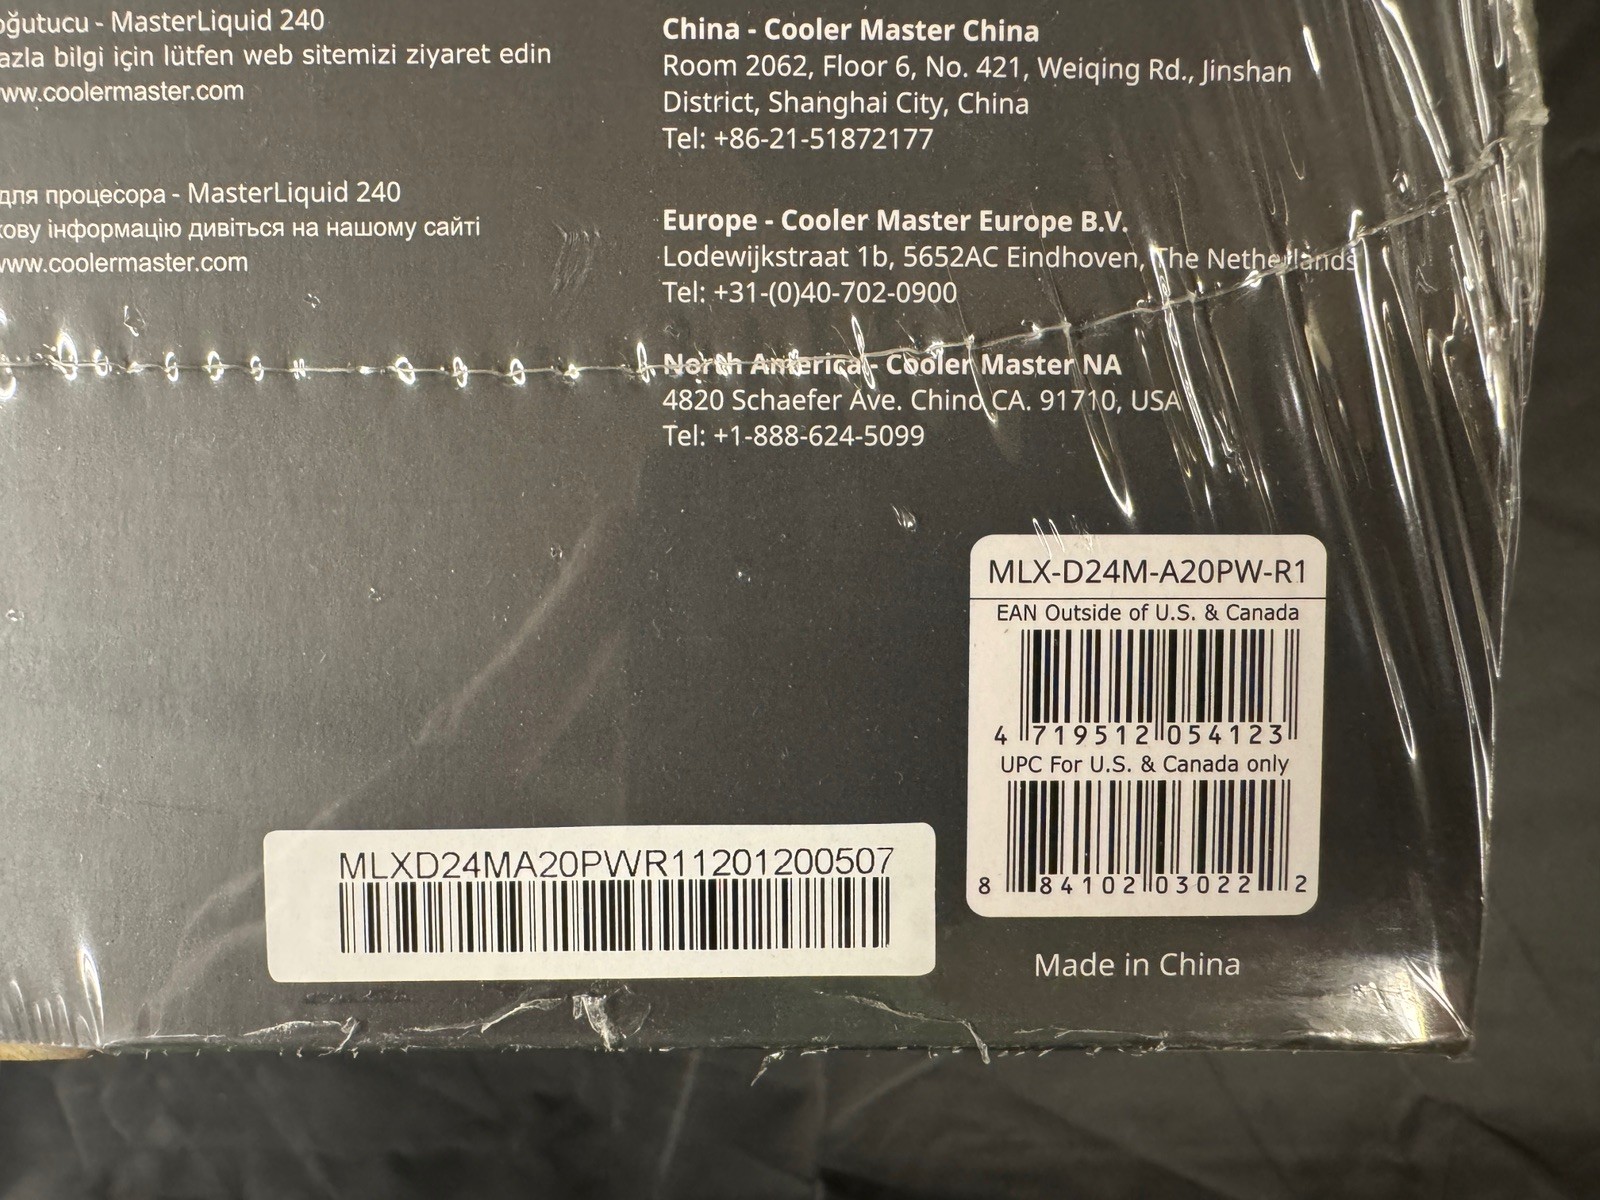 oğutucu - MasterLiquid 240
azla bilgi için lütfen web sitemizi ziyaret edin
ww.coolermaster.com
для процесора - MasterLiquid 240
кову інформацію дивіться на нашому сайті
www.coolermaster.com
China - Cooler Master China
Room 2062, Floor 6, No. 421, Weiqing Rd., Jinshan
District, Shanghai City, China
Tel: +86-21-51872177
Europe - Cooler Master Europe B.V.
Lodewijkstraat 1b, 5652AC Eindhoven, The Netherlands
Tel: +31-(0)40-702-0900
North America - Cooler Master NA
4820 Schaefer Ave. Chino CA. 91710, USA
Tel: +1-888-624-5099
MLX-D24M-A20PW-R1
EAN Outside of U.S. & Canada
4 719512 054123
UPC For U.S. & Canada only
8 84102 03022 2
MLXD24MA20PWR11201200507
Made in China